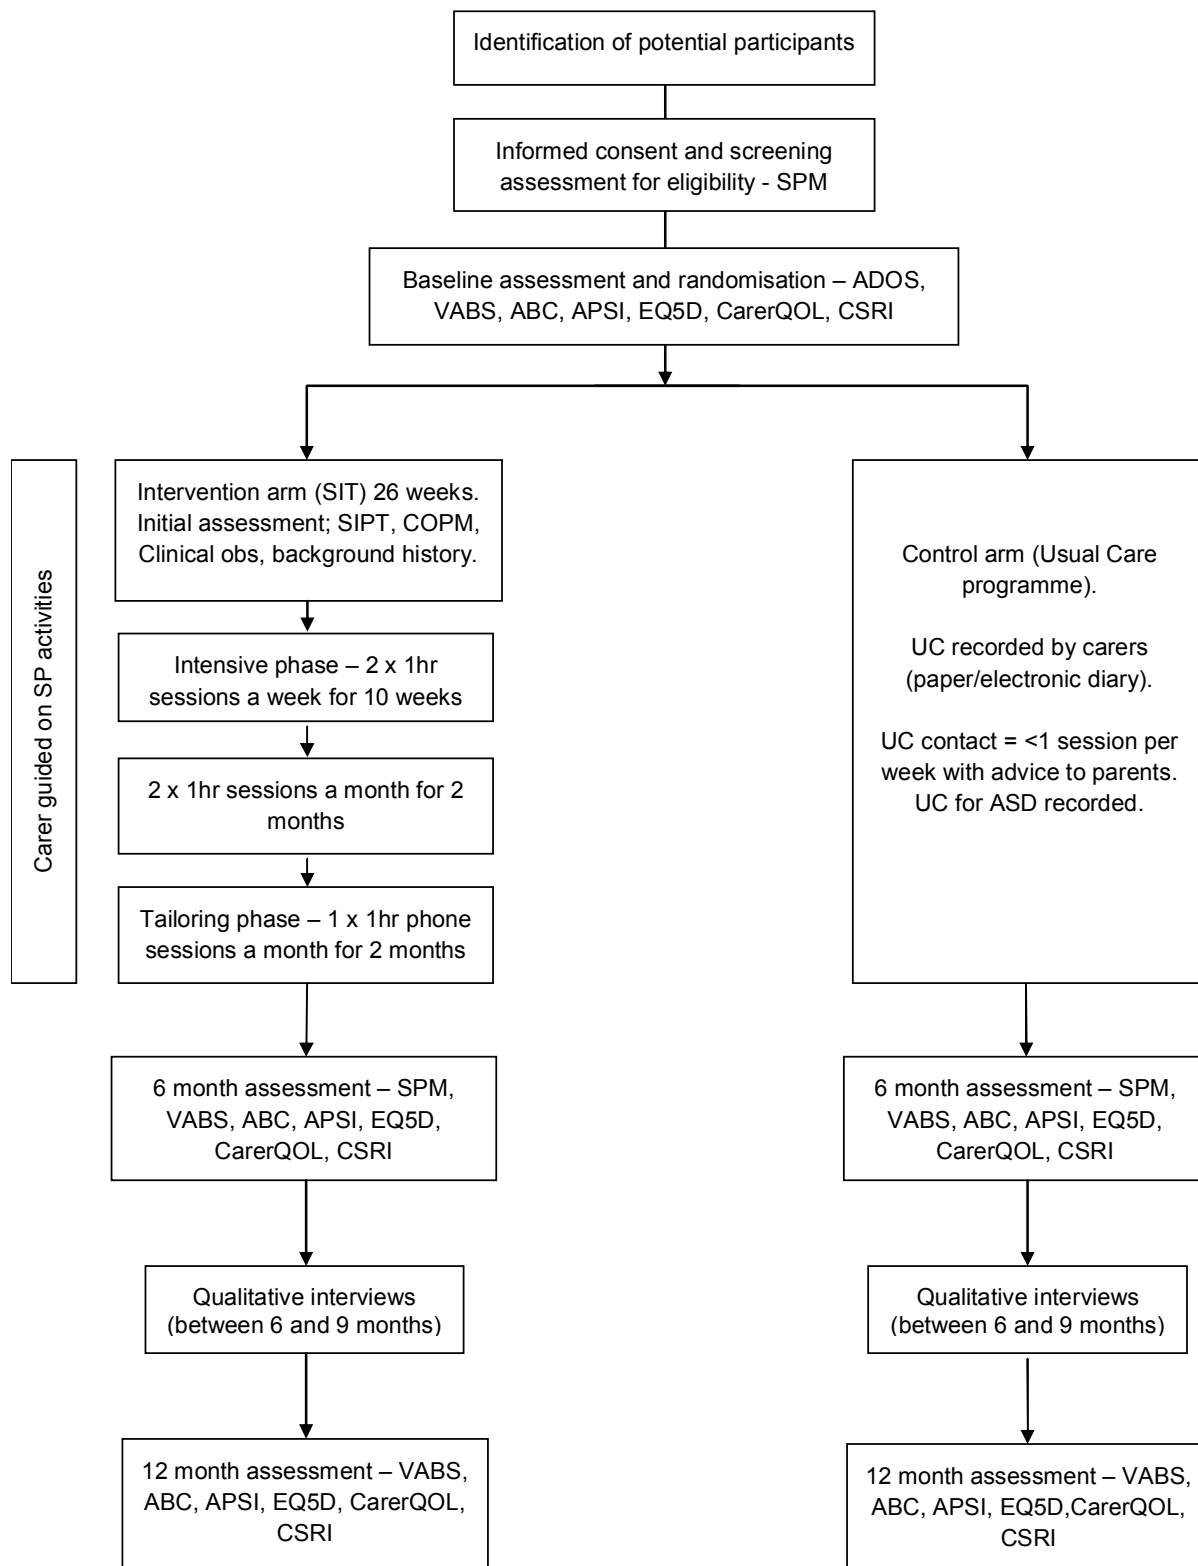 Identification of potential participants
Informed consent and screening
assessment for eligibility - SPM
Baseline assessment and randomisation – ADOS,
VABS, ABC, APSI, EQ5D, CarerQOL, CSRI
Carer guided on SP activities
Intervention arm (SIT) 26 weeks.
Initial assessment; SIPT, COPM,
Clinical obs, background history.
Intensive phase – 2 x 1hr
sessions a week for 10 weeks
2 x 1hr sessions a month for 2
months
Tailoring phase – 1 x 1hr phone
sessions a month for 2 months
Control arm (Usual Care
programme).
UC recorded by carers
(paper/electronic diary).
UC contact = <1 session per
week with advice to parents.
UC for ASD recorded.
6 month assessment – SPM,
VABS, ABC, APSI, EQ5D,
CarerQOL, CSRI
6 month assessment – SPM,
VABS, ABC, APSI, EQ5D,
CarerQOL, CSRI
Qualitative interviews
(between 6 and 9 months)
Qualitative interviews
(between 6 and 9 months)
12 month assessment – VABS,
ABC, APSI, EQ5D, CarerQOL,
CSRI
12 month assessment – VABS,
ABC, APSI, EQ5D,CarerQOL,
CSRI